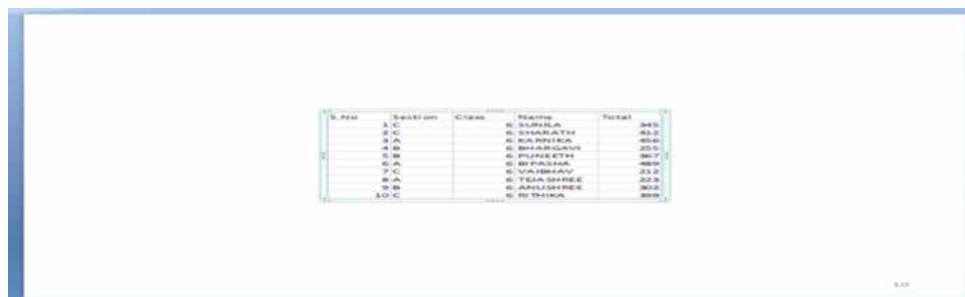 S.No Section Class Name Total
1 C 6 SUNILA 345
2 C 6 SHARATH 412
3 A 6 KARNIKA 456
4 B 6 BHARGAVI 255
5 B 6 PUNEETH 367
6 A 6 BIPASHA 489
7 C 6 VAIBHAV 212
8 A 6 TEJASHREE 223
9 B 6 ANUSHREE 302
10 C 6 RITHIKA 399
10